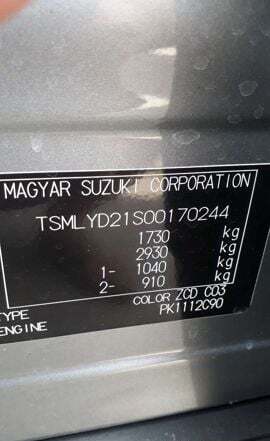 MAGYAR SUZUKI CORPORATION
TSMLYD21S00170244
1730 kg
2930 kg
1- 1040 kg
2- 910 kg
COLOR ZCD C03
TYPE PK1112C90
ENGINE